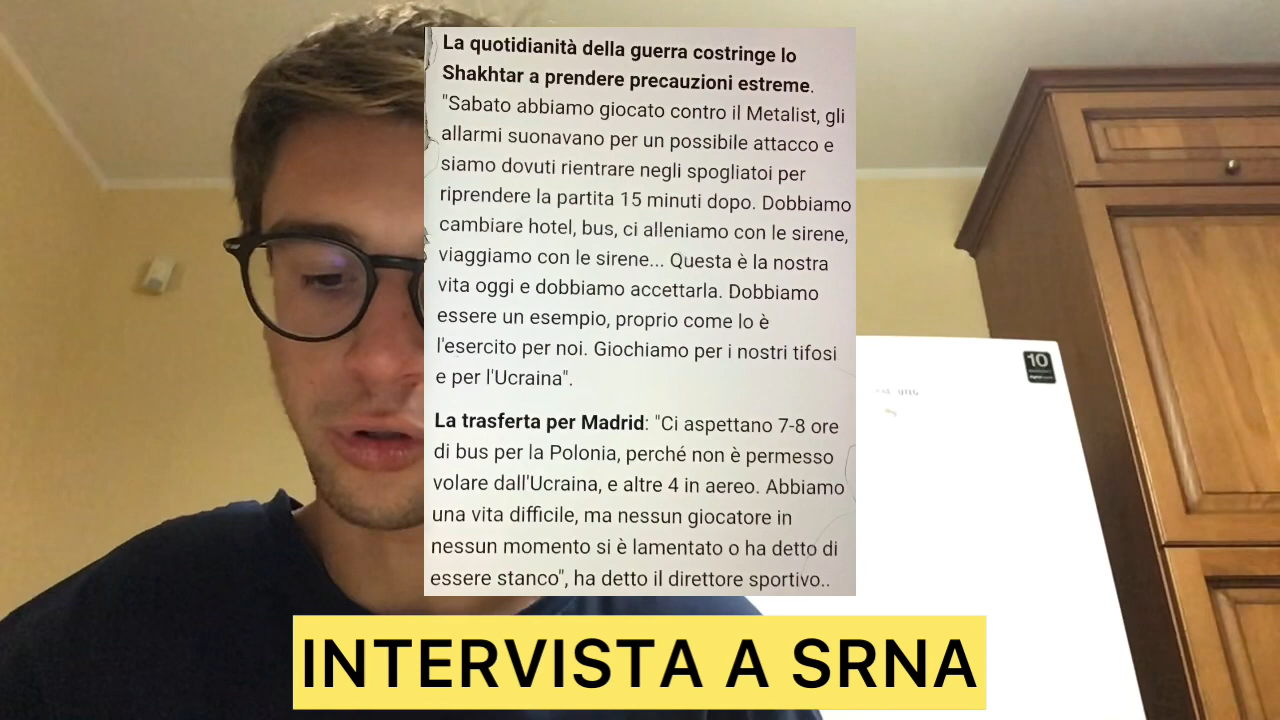 La quotidianità della guerra costringe lo
Shakhtar a prendere precauzioni estreme.
"Sabato abbiamo giocato contro il Metalist, gli
allarmi suonavano per un possibile attacco e
siamo dovuti rientrare negli spogliatoi per
riprendere la partita 15 minuti dopo. Dobbiamo
cambiare hotel, bus, ci alleniamo con le sirene,
viaggiamo con le sirene... Questa è la nostra
vita oggi e dobbiamo accettarla. Dobbiamo
essere un esempio, proprio come lo è
l'esercito per noi. Giochiamo per i nostri tifosi
e per l'Ucraina".
La trasferta per Madrid: "Ci aspettano 7-8 ore
di bus per la Polonia, perché non è permesso
volare dall'Ucraina, e altre 4 in aereo. Abbiamo
una vita difficile, ma nessun giocatore in
nessun momento si è lamentato o ha detto di
essere stanco", ha detto il direttore sportivo..
10
INTERVISTA A SRNA